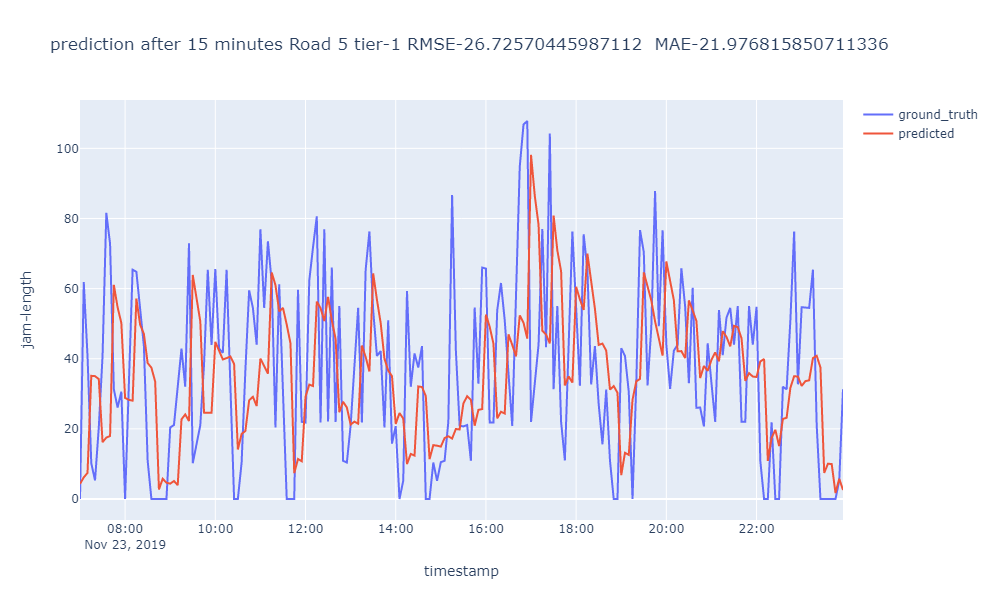 prediction after 15 minutes Road 5 tier-1 RMSE-26.72570445987112  MAE-21.976815850711336
ground_truth
predicted
jam-length
100
80
60
40
20
0
08:00 10:00 12:00 14:00 16:00 18:00 20:00 22:00
Nov 23, 2019
timestamp